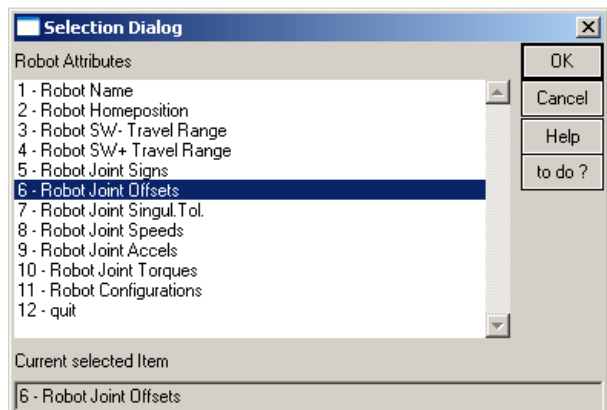 Selection Dialog
Robot Attributes
OK
1 - Robot Name
2 - Robot Homeposition
3 - Robot SW- Travel Range
4 - Robot SW+ Travel Range
5 - Robot Joint Signs
6 - Robot Joint Offsets
7 - Robot Joint Singul.Tol.
8 - Robot Joint Speeds
9 - Robot Joint Accels
10 - Robot Joint Torques
11 - Robot Configurations
12 - quit
Cancel
Help
to do ?
Current selected Item
6 - Robot Joint Offsets